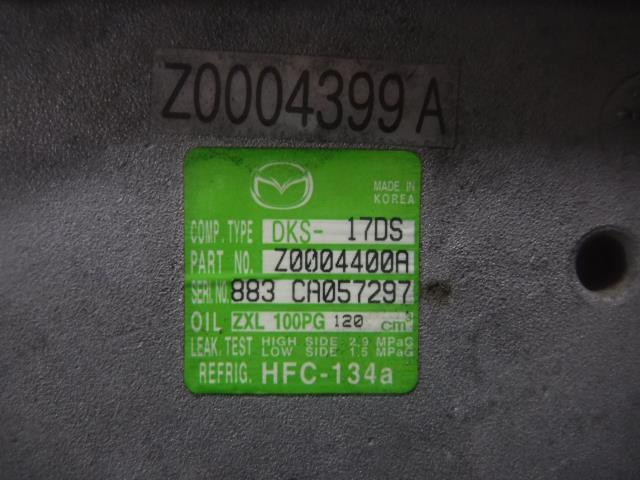 Z0004399A
MADE IN
KOREA
COMP. TYPE DKS- 17DS
PART NO. Z0004400A
SERI. NO. 883 CA057297
OIL ZXL 100PG 120 cm³
LEAK. TEST HIGH SIDE 2.9 MPaG
LOW SIDE 1.5 MPaG
REFRIG. HFC-134a